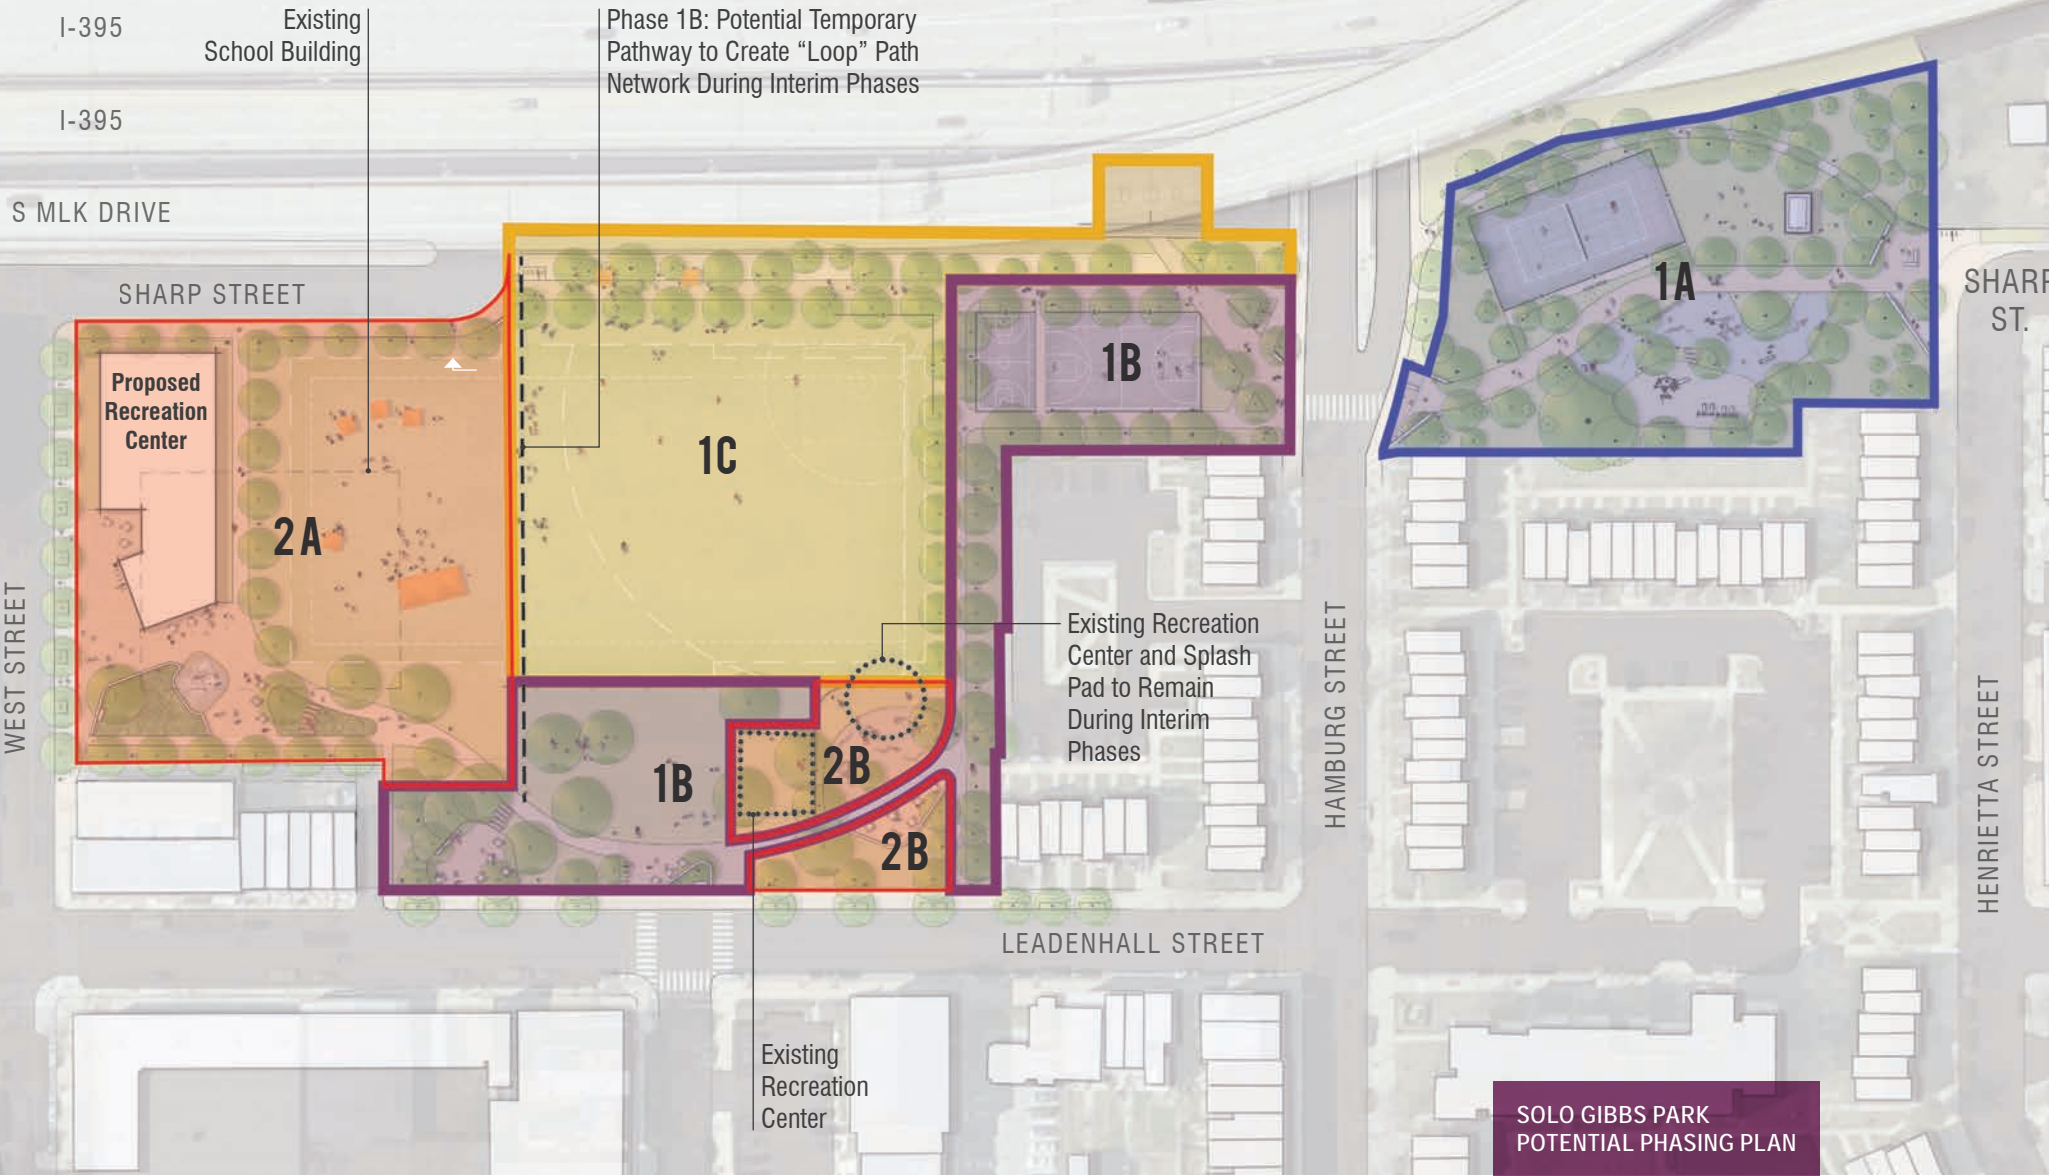 I-395
I-395
Existing
School Building
Phase 1B: Potential Temporary
Pathway to Create “Loop” Path
Network During Interim Phases
S MLK DRIVE
SHARP STREET
SHARP
ST.
1A
1B
Proposed
Recreation
Center
1C
2A
WEST STREET
Existing Recreation
Center and Splash
Pad to Remain
During Interim
Phases
HAMBURG STREET
HENRIETTA STREET
1B
2B
2B
LEADENHALL STREET
Existing
Recreation
Center
SOLO GIBBS PARK
POTENTIAL PHASING PLAN